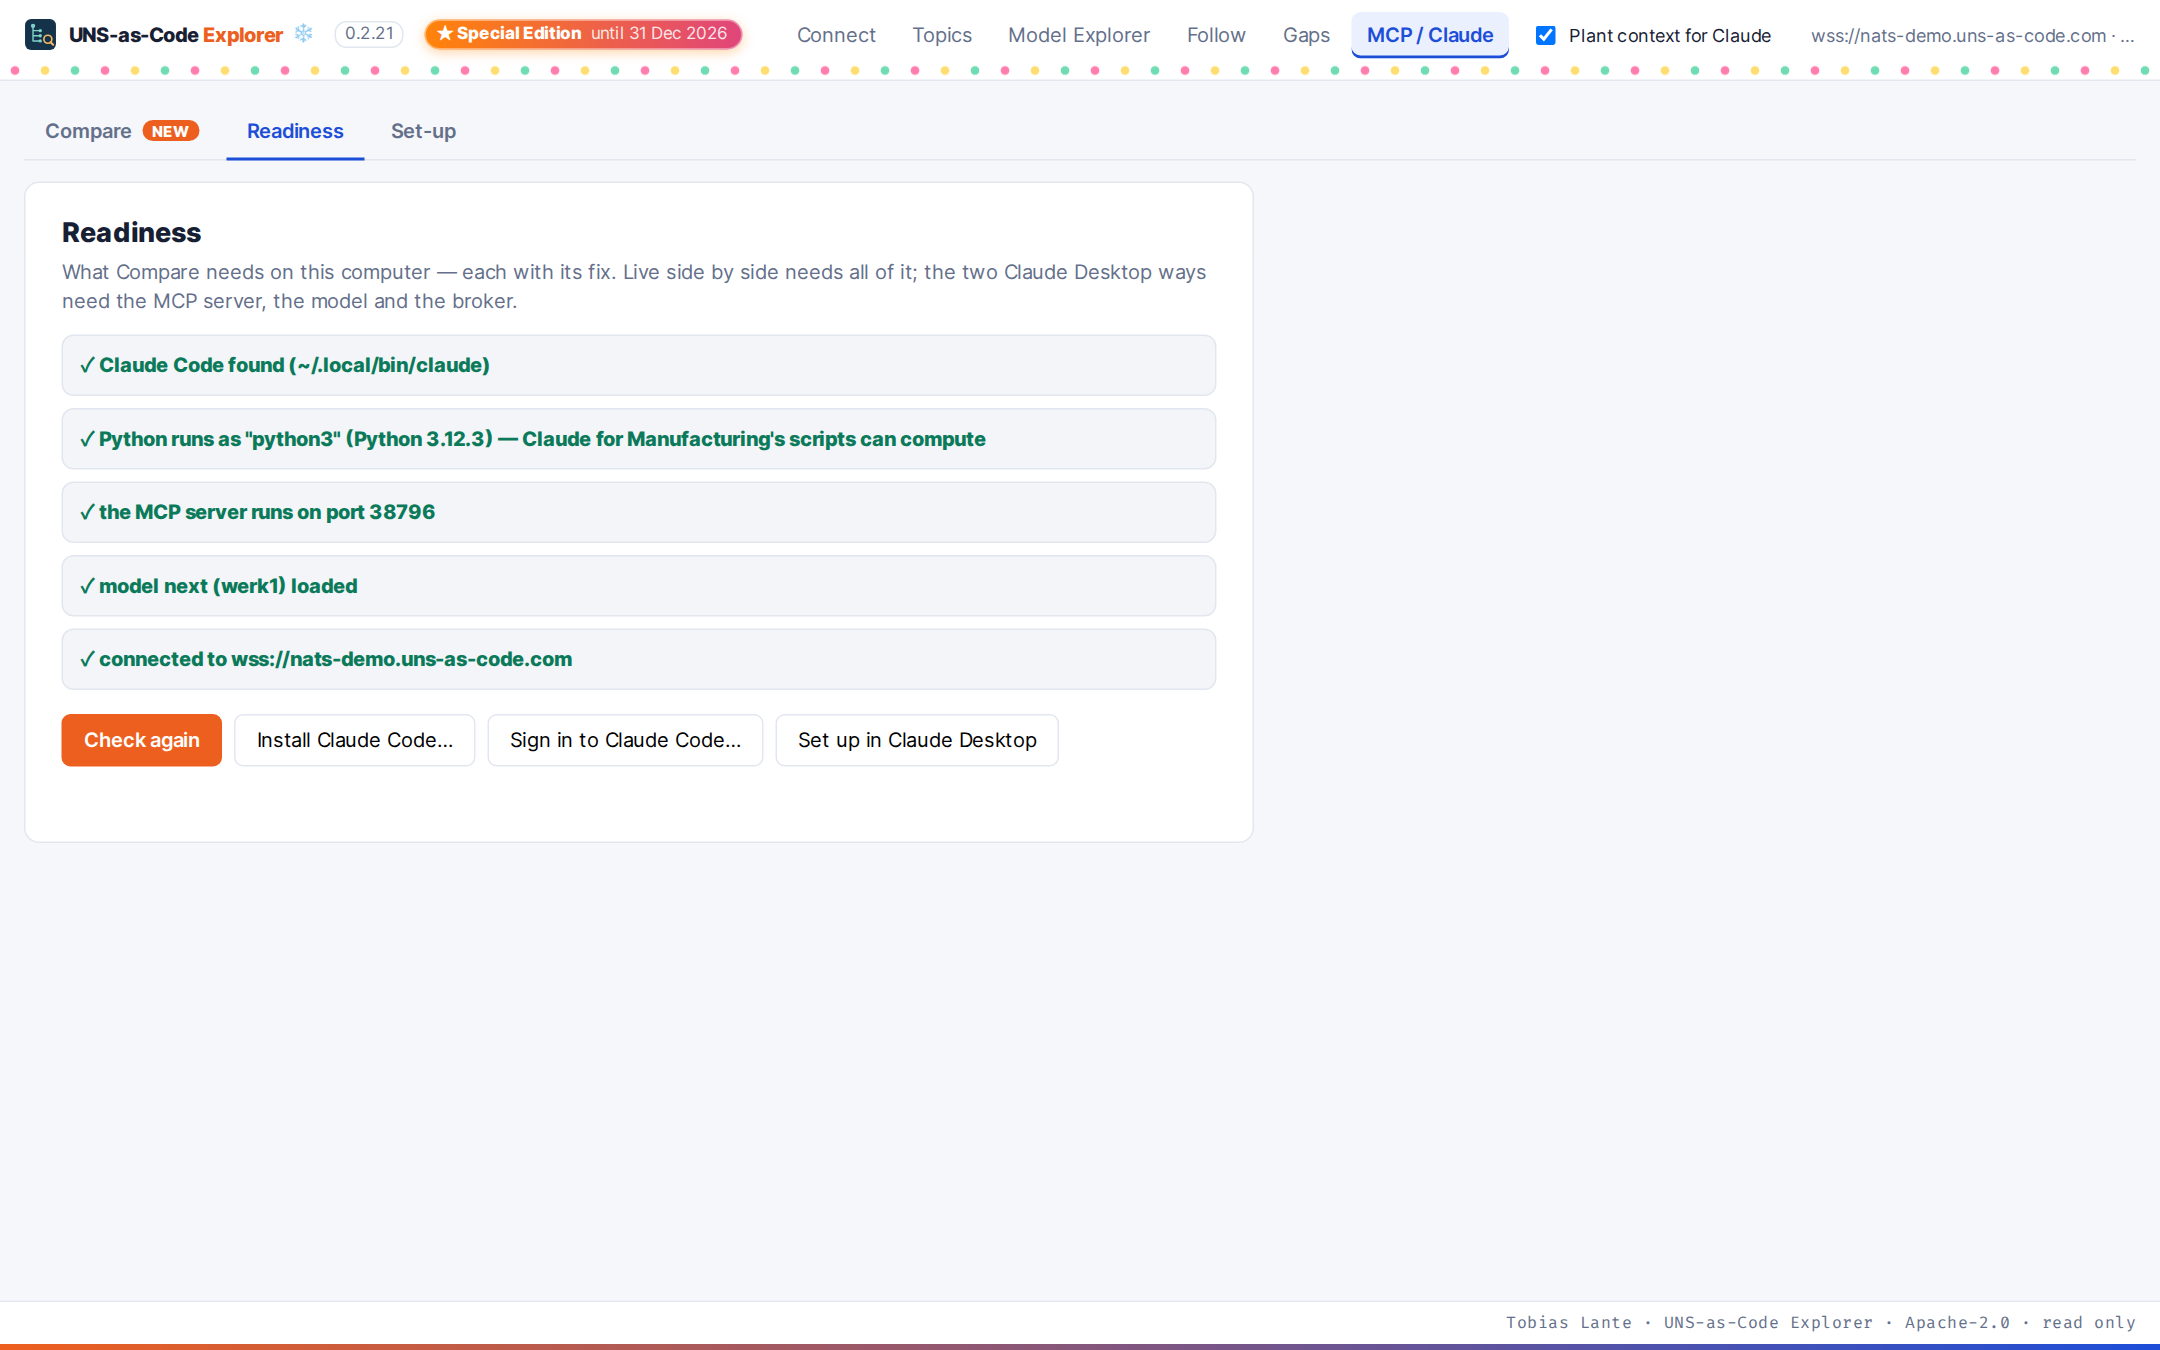 UNS-as-Code Explorer ❄ 0.2.21 ★ Special Edition until 31 Dec 2026 Connect Topics Model Explorer Follow Gaps MCP / Claude Plant context for Claude wss://nats-demo.uns-as-code.com · ...
Compare NEW Readiness Set-up
Readiness
What Compare needs on this computer — each with its fix. Live side by side needs all of it; the two Claude Desktop ways
need the MCP server, the model and the broker.
✓ Claude Code found (~/.local/bin/claude)
✓ Python runs as "python3" (Python 3.12.3) — Claude for Manufacturing's scripts can compute
✓ the MCP server runs on port 38796
✓ model next (werk1) loaded
✓ connected to wss://nats-demo.uns-as-code.com
Check again Install Claude Code... Sign in to Claude Code... Set up in Claude Desktop
Tobias Lante · UNS-as-Code Explorer · Apache-2.0 · read only